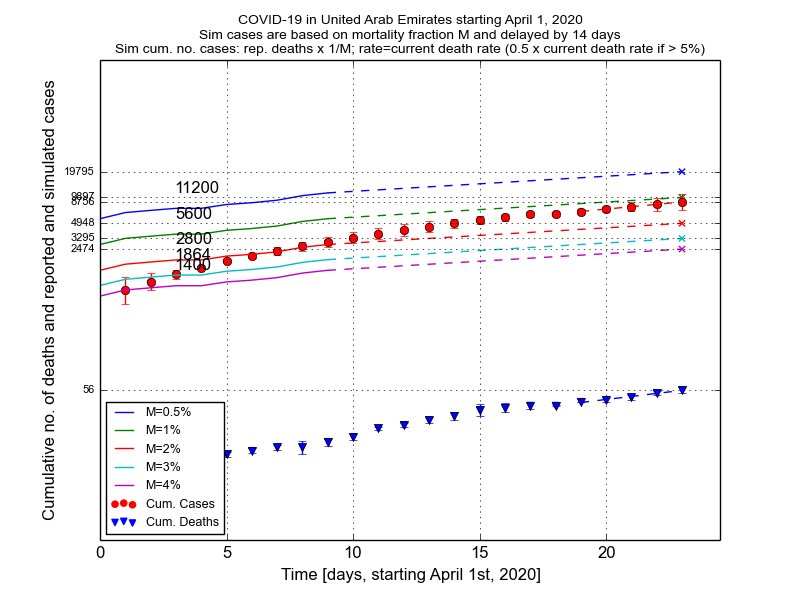 COVID-19 in United Arab Emirates starting April 1, 2020
Sim cases are based on mortality fraction M and delayed by 14 days
Sim cum. no. cases: rep. deaths x 1/M; rate=current death rate (0.5 x current death rate if > 5%)
Cumulative no. of deaths and reported and simulated cases
19795
9897
8756
4948
3295
2474
56
11200
5600
2800
1864
1400
M=0.5%
M=1%
M=2%
M=3%
M=4%
Cum. Cases
Cum. Deaths
0
5
10
15
20
Time [days, starting April 1st, 2020]